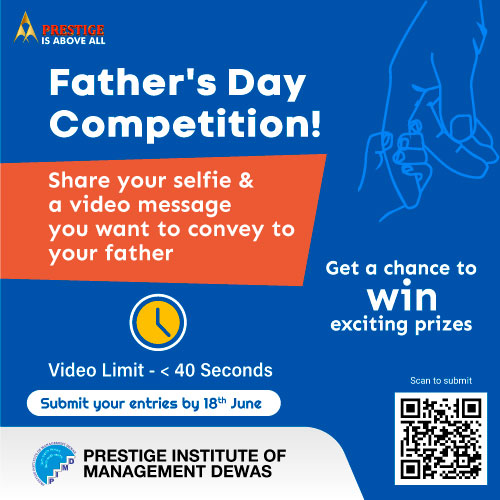 PRESTIGE
IS ABOVE ALL
Father's Day
Competition!
Share your selfie &
a video message
you want to convey to
your father
Get a chance to
win
exciting prizes
Video Limit - < 40 Seconds
Submit your entries by 18th June
Scan to submit
PRESTIGE INSTITUTE OF
MANAGEMENT DEWAS
P M D